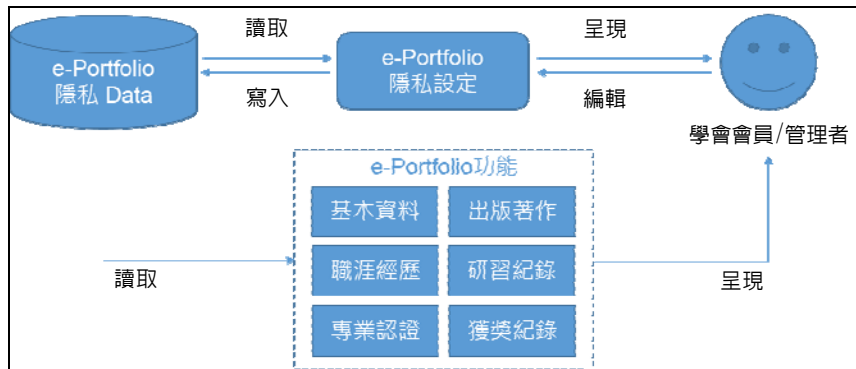 讀取
呈現
e-Portfolio
隱私 Data
e-Portfolio
隱私設定
寫入
編輯
學會會員/管理者
e-Portfolio功能
基本資料
出版著作
職涯經歷
研習紀錄
讀取
呈現
專業認證
獲獎紀錄